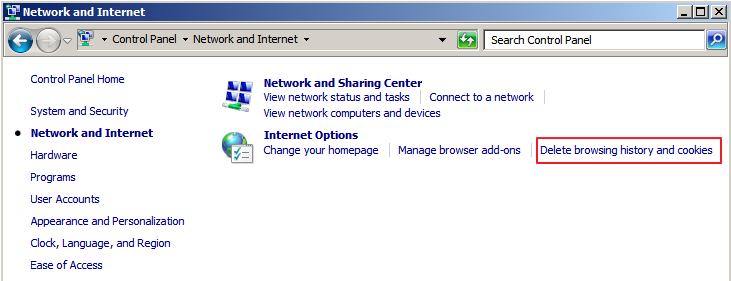 Network and Internet
Control Panel Network and Internet Search Control Panel
Control Panel Home
System and Security
Network and Internet
Hardware
Programs
User Accounts
Appearance and Personalization
Clock, Language, and Region
Ease of Access
Network and Sharing Center
View network status and tasks Connect to a network
View network computers and devices
Internet Options
Change your homepage Manage browser add-ons Delete browsing history and cookies